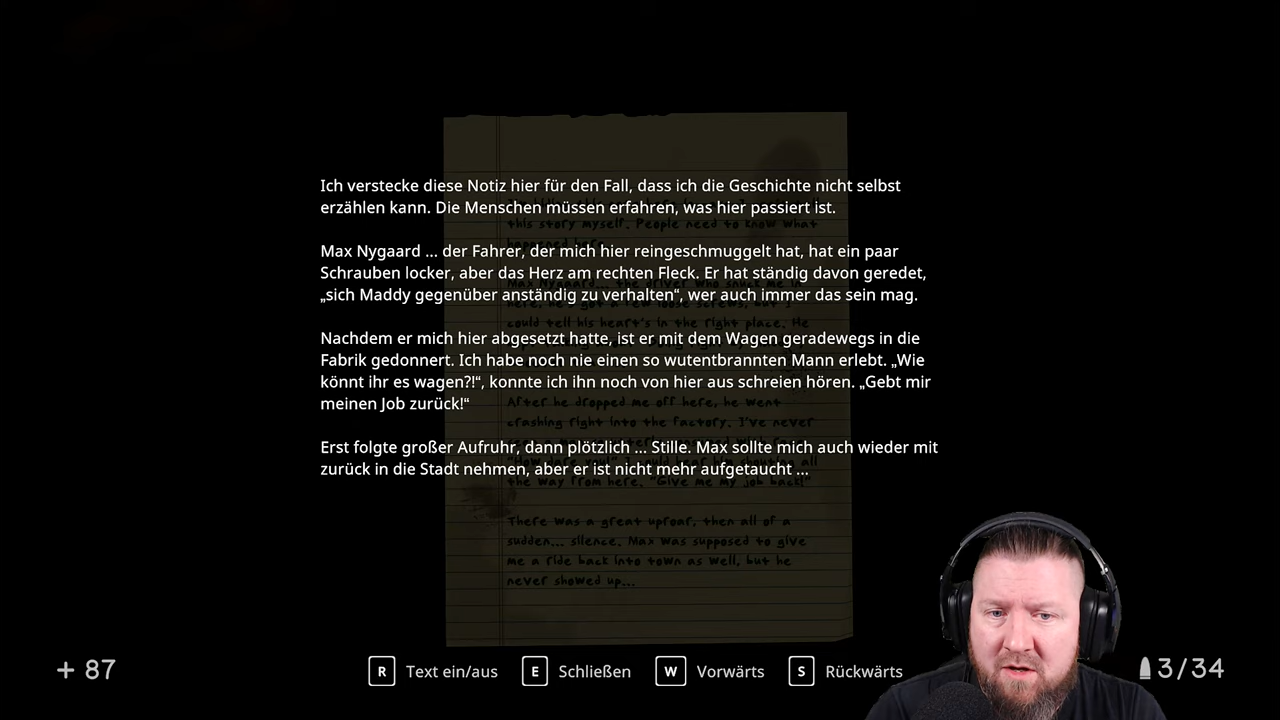 Ich verstecke diese Notiz hier für den Fall, dass ich die Geschichte nicht selbst
erzählen kann. Die Menschen müssen erfahren, was hier passiert ist.
this story myself. People need to know what
Max Nygaard ... der Fahrer, der mich hier reingeschmuggelt hat, hat ein paar
Schrauben locker, aber das Herz am rechten Fleck. Er hat ständig davon geredet,
„sich Maddy gegenüber anständig zu verhalten“, wer auch immer das sein mag.
could tell his heart's in the right place. He
Nachdem er mich hier abgesetzt hatte, ist er mit dem Wagen geradewegs in die
Fabrik gedonnert. Ich habe noch nie einen so wutentbrannten Mann erlebt. „Wie
könnt ihr es wagen?!“, konnte ich ihn noch von hier aus schreien hören. „Gebt mir
meinen Job zurück!“
After he dropped me off here, he went
crashing right into the factory. I've never
Erst folgte großer Aufruhr, dann plötzlich ... Stille. Max sollte mich auch wieder mit
zurück in die Stadt nehmen, aber er ist nicht mehr aufgetaucht ...
the way from here. "Give me my job back!"
There was a great uproar, then all of a
sudden... silence. Max was supposed to give
me a ride back into town as well, but he
never showed up...
+ 87
R Text ein/aus E Schließen W Vorwärts S Rückwärts
3/34